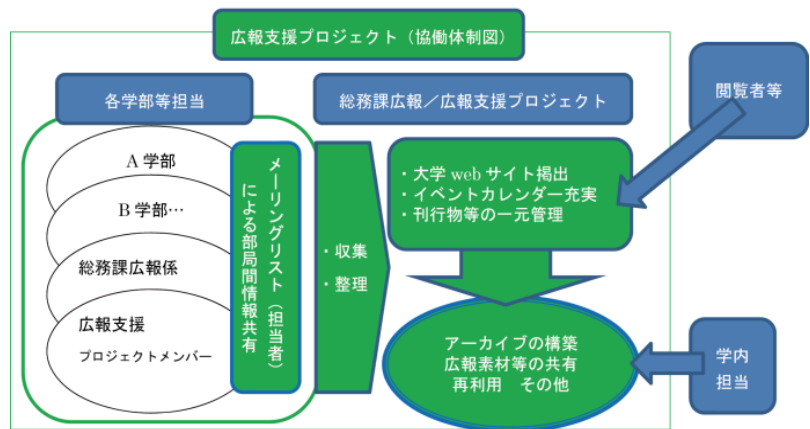 広報支援プロジェクト（協働体制図）
各学部等担当
総務課広報／広報支援プロジェクト
閲覧者等
A 学部
B 学部…
総務課広報係
広報支援
プロジェクトメンバー
メーリングリスト（担当者）
による部局間情報共有
・収集
・整理
・大学 web サイト掲出
・イベントカレンダー充実
・刊行物等の一元管理
アーカイブの構築
広報素材等の共有
再利用　その他
学内
担当